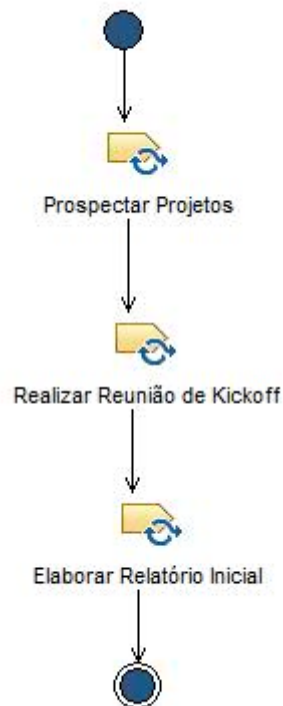 Prospectar Projetos
Realizar Reunião de Kickoff
Elaborar Relatório Inicial